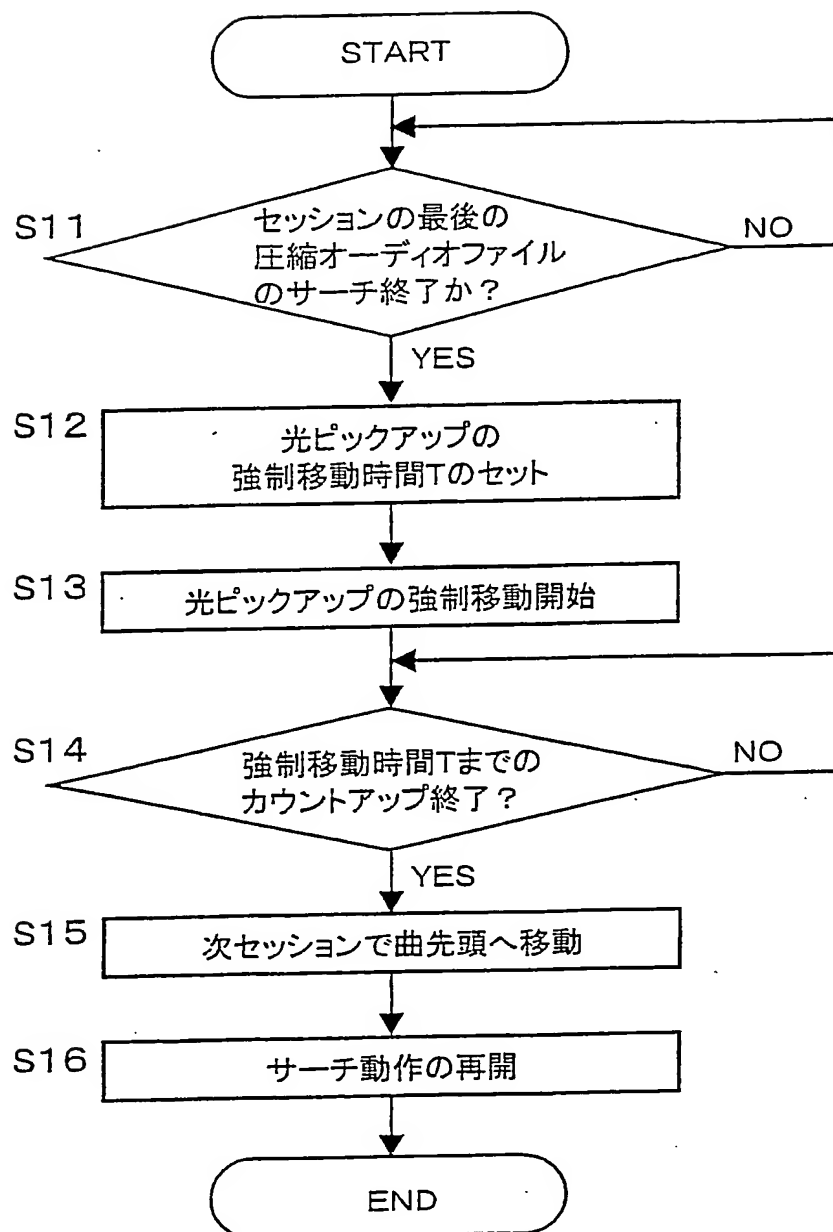 START
S11
セッションの最後の
圧縮オーディオファイル
のサーチ終了か？
NO
YES
S12
光ピックアップの
強制移動時間Tのセット
S13
光ピックアップの強制移動開始
S14
強制移動時間Tまでの
カウントアップ終了？
NO
YES
S15
次セッションで曲先頭へ移動
S16
サーチ動作の再開
END